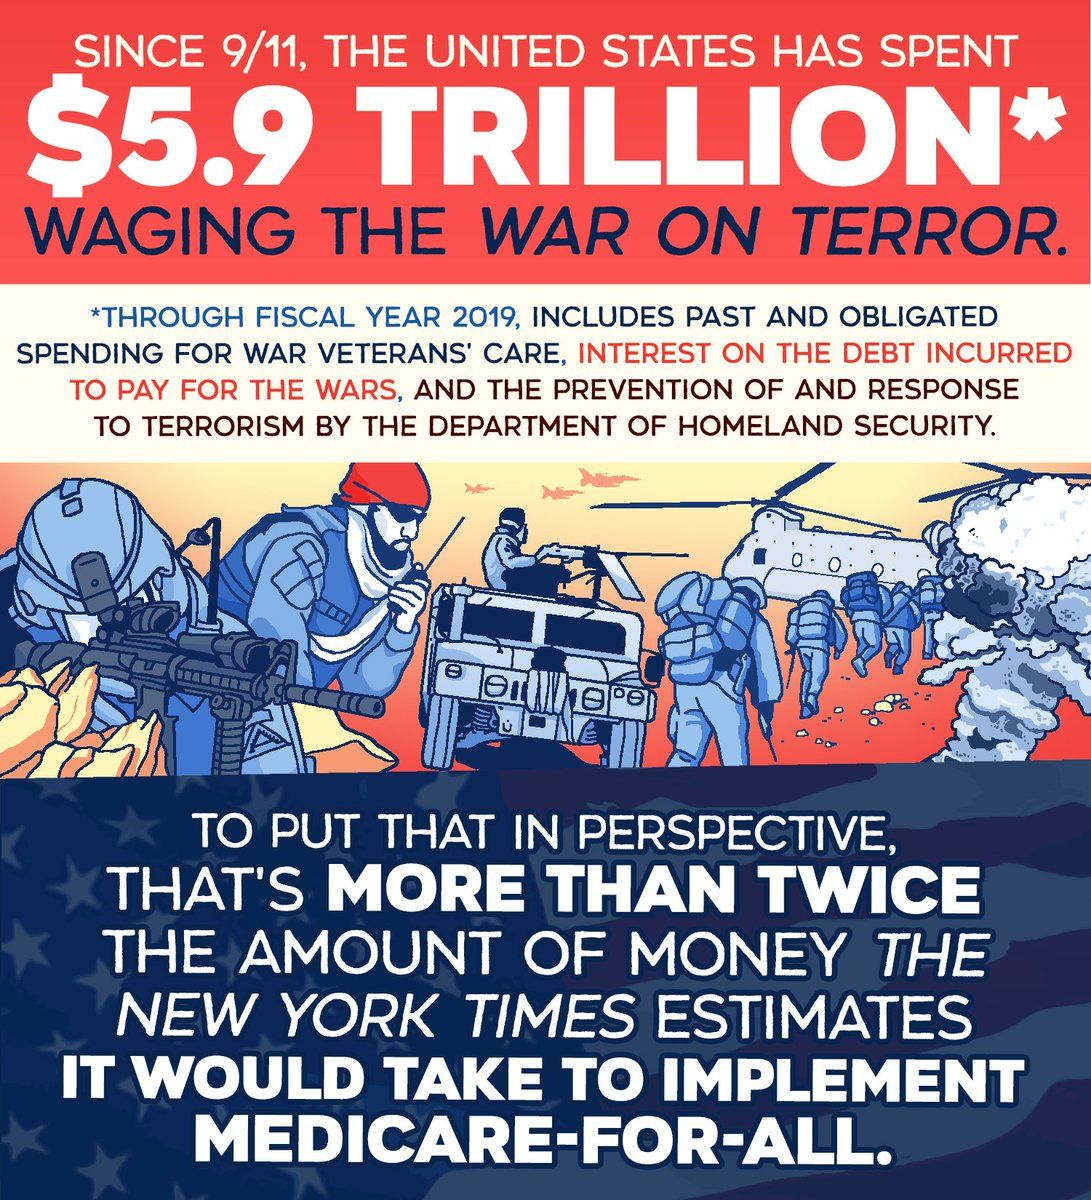 SINCE 9/11, THE UNITED STATES HAS SPENT
$5.9 TRILLION*
WAGING THE WAR ON TERROR.
*THROUGH FISCAL YEAR 2019, INCLUDES PAST AND OBLIGATED
SPENDING FOR WAR VETERANS' CARE, INTEREST ON THE DEBT INCURRED
TO PAY FOR THE WARS, AND THE PREVENTION OF AND RESPONSE
TO TERRORISM BY THE DEPARTMENT OF HOMELAND SECURITY.
TO PUT THAT IN PERSPECTIVE,
THAT'S MORE THAN TWICE
THE AMOUNT OF MONEY THE
NEW YORK TIMES ESTIMATES
IT WOULD TAKE TO IMPLEMENT
MEDICARE-FOR-ALL.